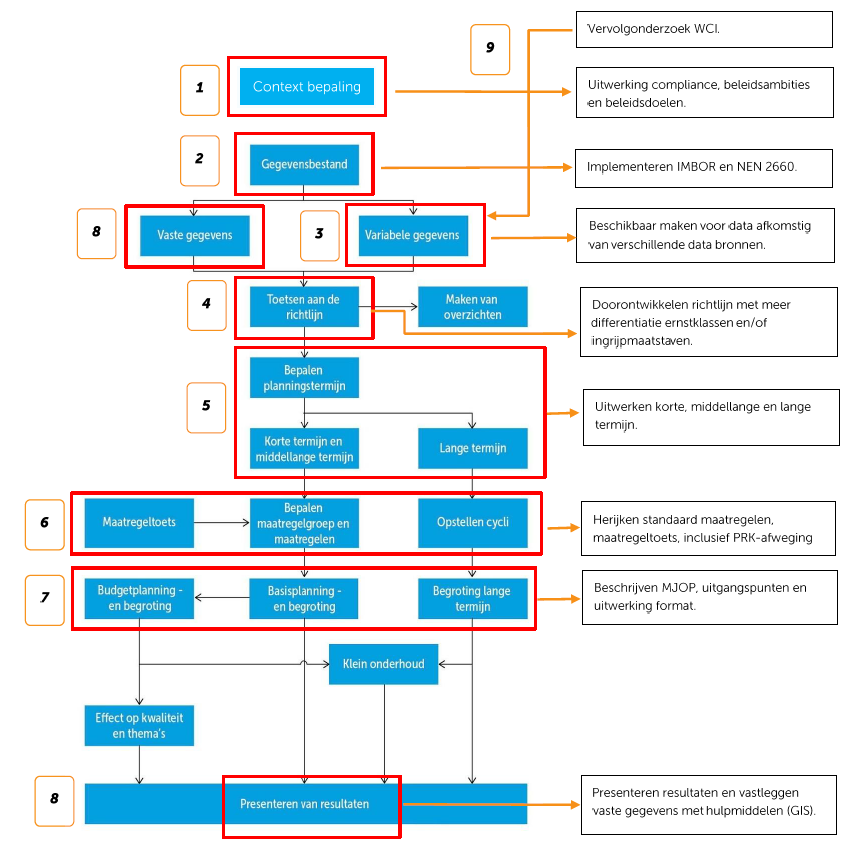 9
Vervolgonderzoek WCI.
1
Context bepaling
Uitwerking compliance, beleidsambities
en beleidsdoelen.
2
Gegevensbestand
Implementeren IMBOR en NEN 2660.
8
Vaste gegevens
3
Variabele gegevens
Beschikbaar maken voor data afkomstig
van verschillende data bronnen.
4
Toetsen aan de
richtlijn
Maken van
overzichten
Doorontwikkelen richtlijn met meer
differentiatie ernstklassen en/of
ingrijpmaatstaven.
5
Bepalen
planningstermijn
Korte termijn en
middellange termijn
Lange termijn
Uitwerken korte, middellange en lange
termijn.
6
Maatregeltoets
Bepalen
maatregelgroep en
maatregelen
Opstellen cycli
Herijken standaard maatregelen,
maatregeltoets, inclusief PRK-afweging
7
Budgetplanning -
en begroting
Basisplanning -
en begroting
Begroting lange
termijn
Beschrijven MJOP, uitgangspunten en
uitwerking format.
Klein onderhoud
Effect op kwaliteit
en thema's
8
Presenteren van resultaten
Presenteren resultaten en vastleggen
vaste gegevens met hulpmiddelen (GIS).